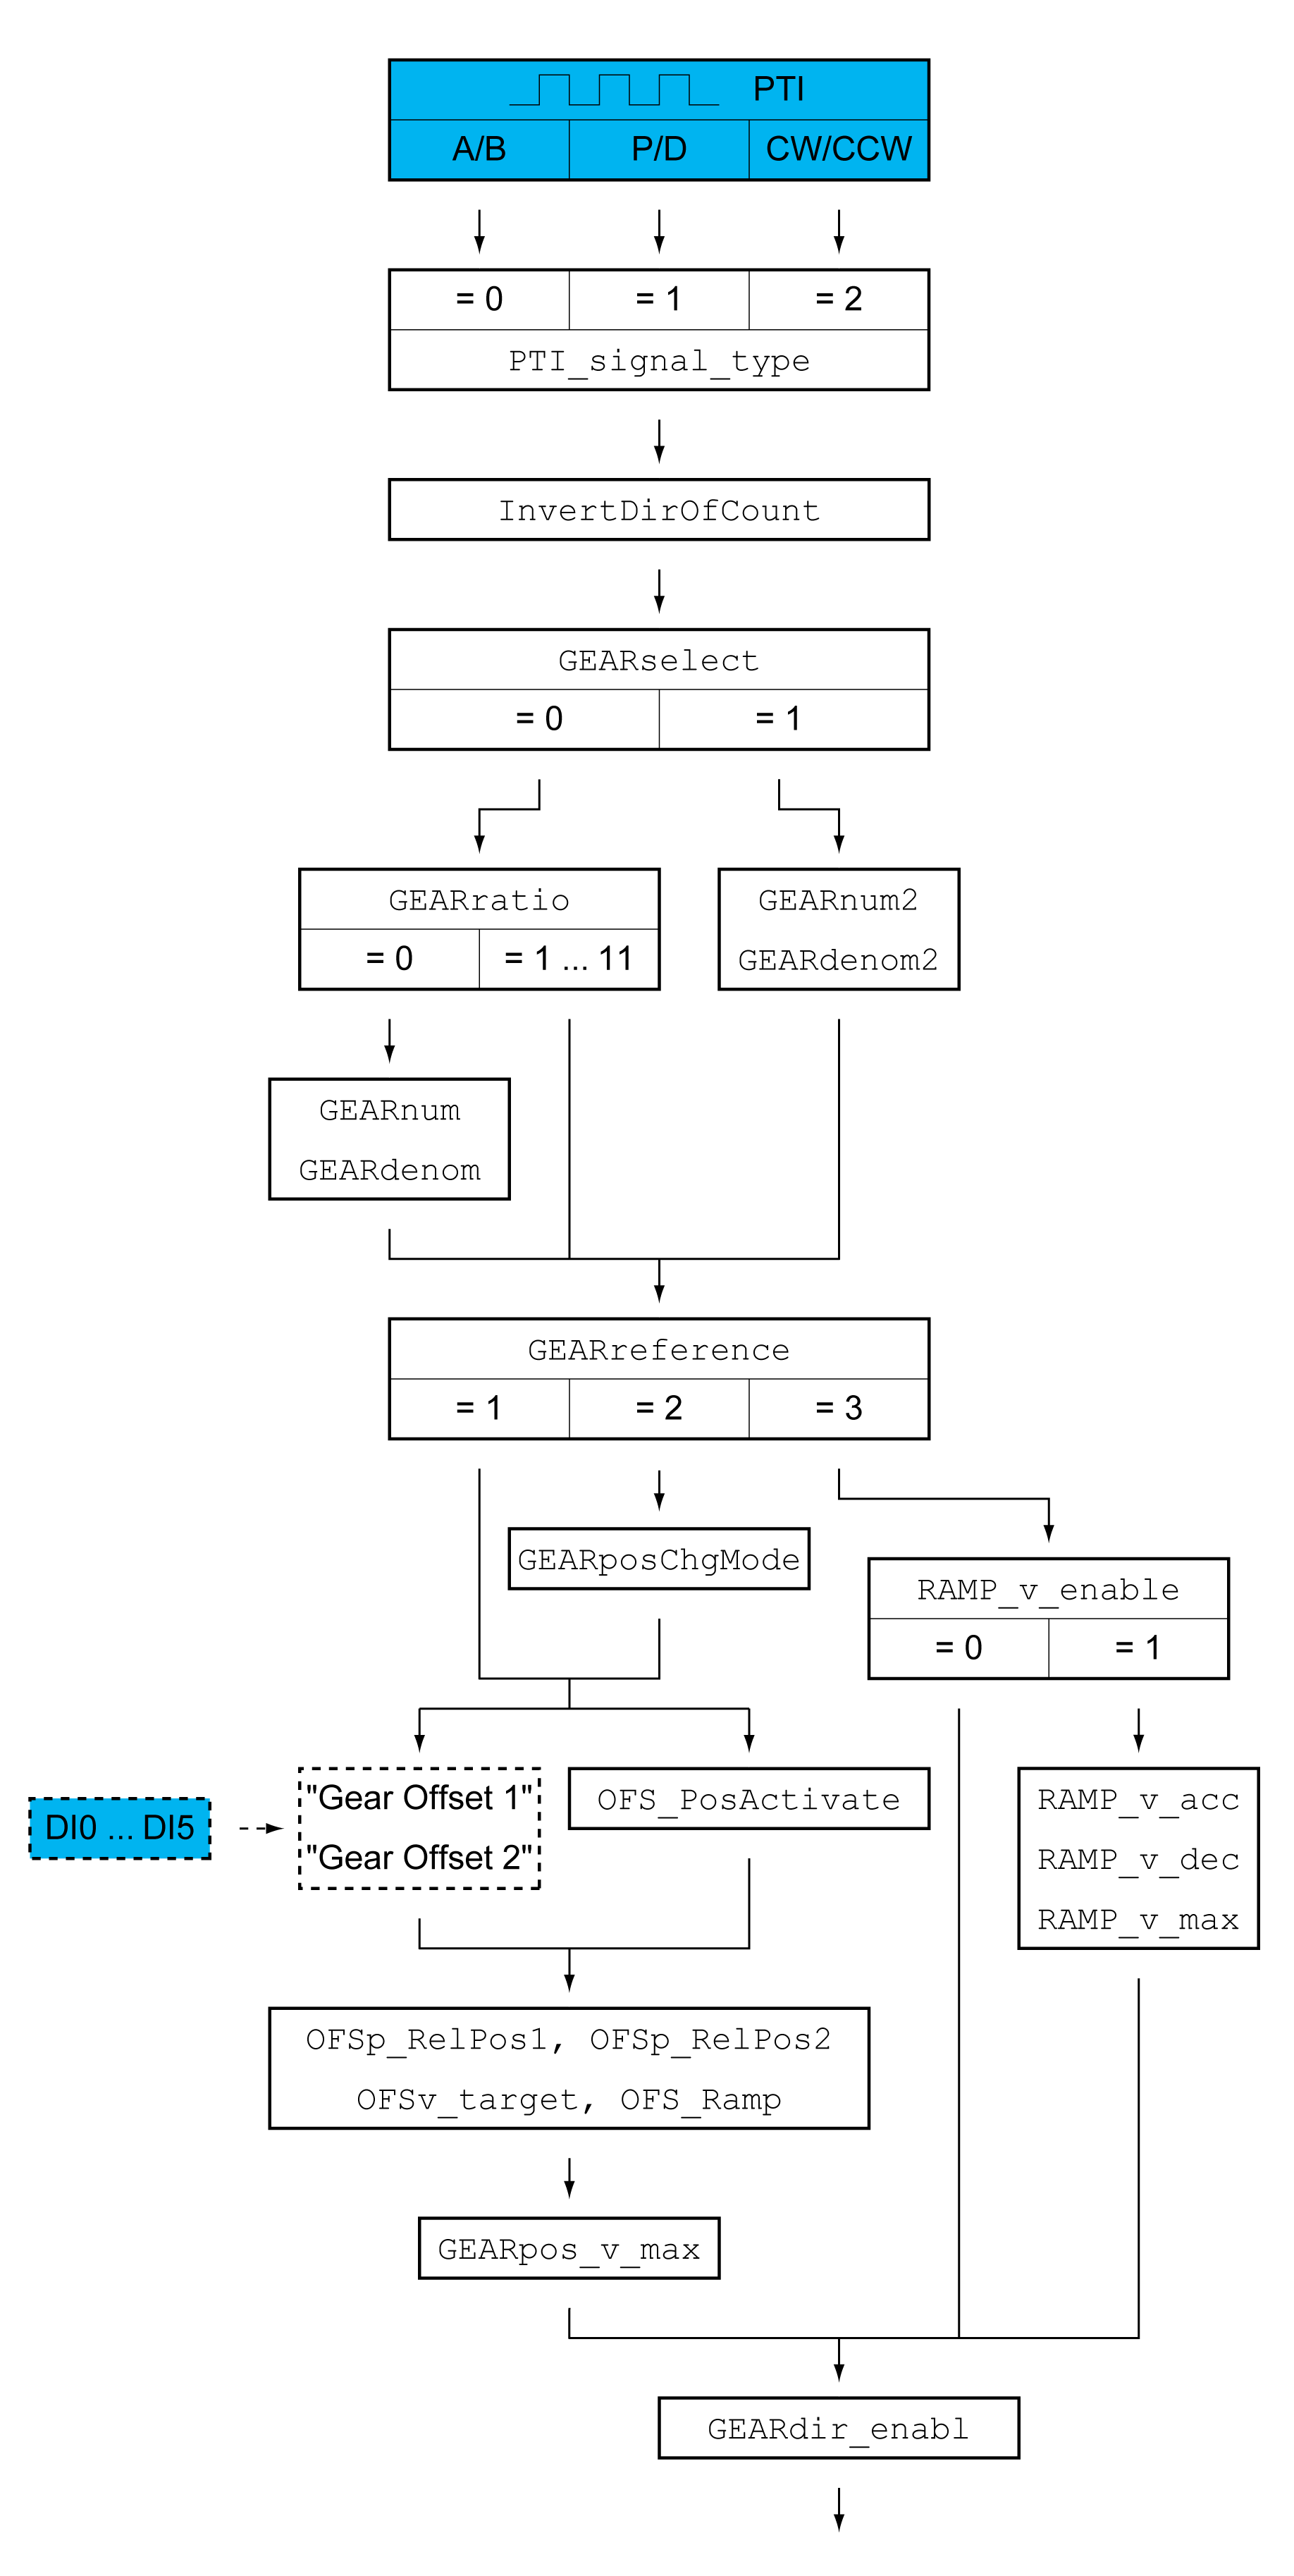 PTI
A/B P/D CW/CCW
= 0 = 1 = 2
PTI_signal_type
InvertDirOfCount
GEARselect
= 0 = 1
GEARratio
= 0 = 1 ... 11
GEARnum2
GEARdenom2
GEARnum
GEARdenom
GEARreference
= 1 = 2 = 3
GEARposChgMode
RAMP_v_enable
= 0 = 1
DI0 ... DI5
"Gear Offset 1"
"Gear Offset 2"
OFS_PosActivate
RAMP_v_acc
RAMP_v_dec
RAMP_v_max
OFSp_RelPos1, OFSp_RelPos2
OFSv_target, OFS_Ramp
GEARpos_v_max
GEARdir_enabl